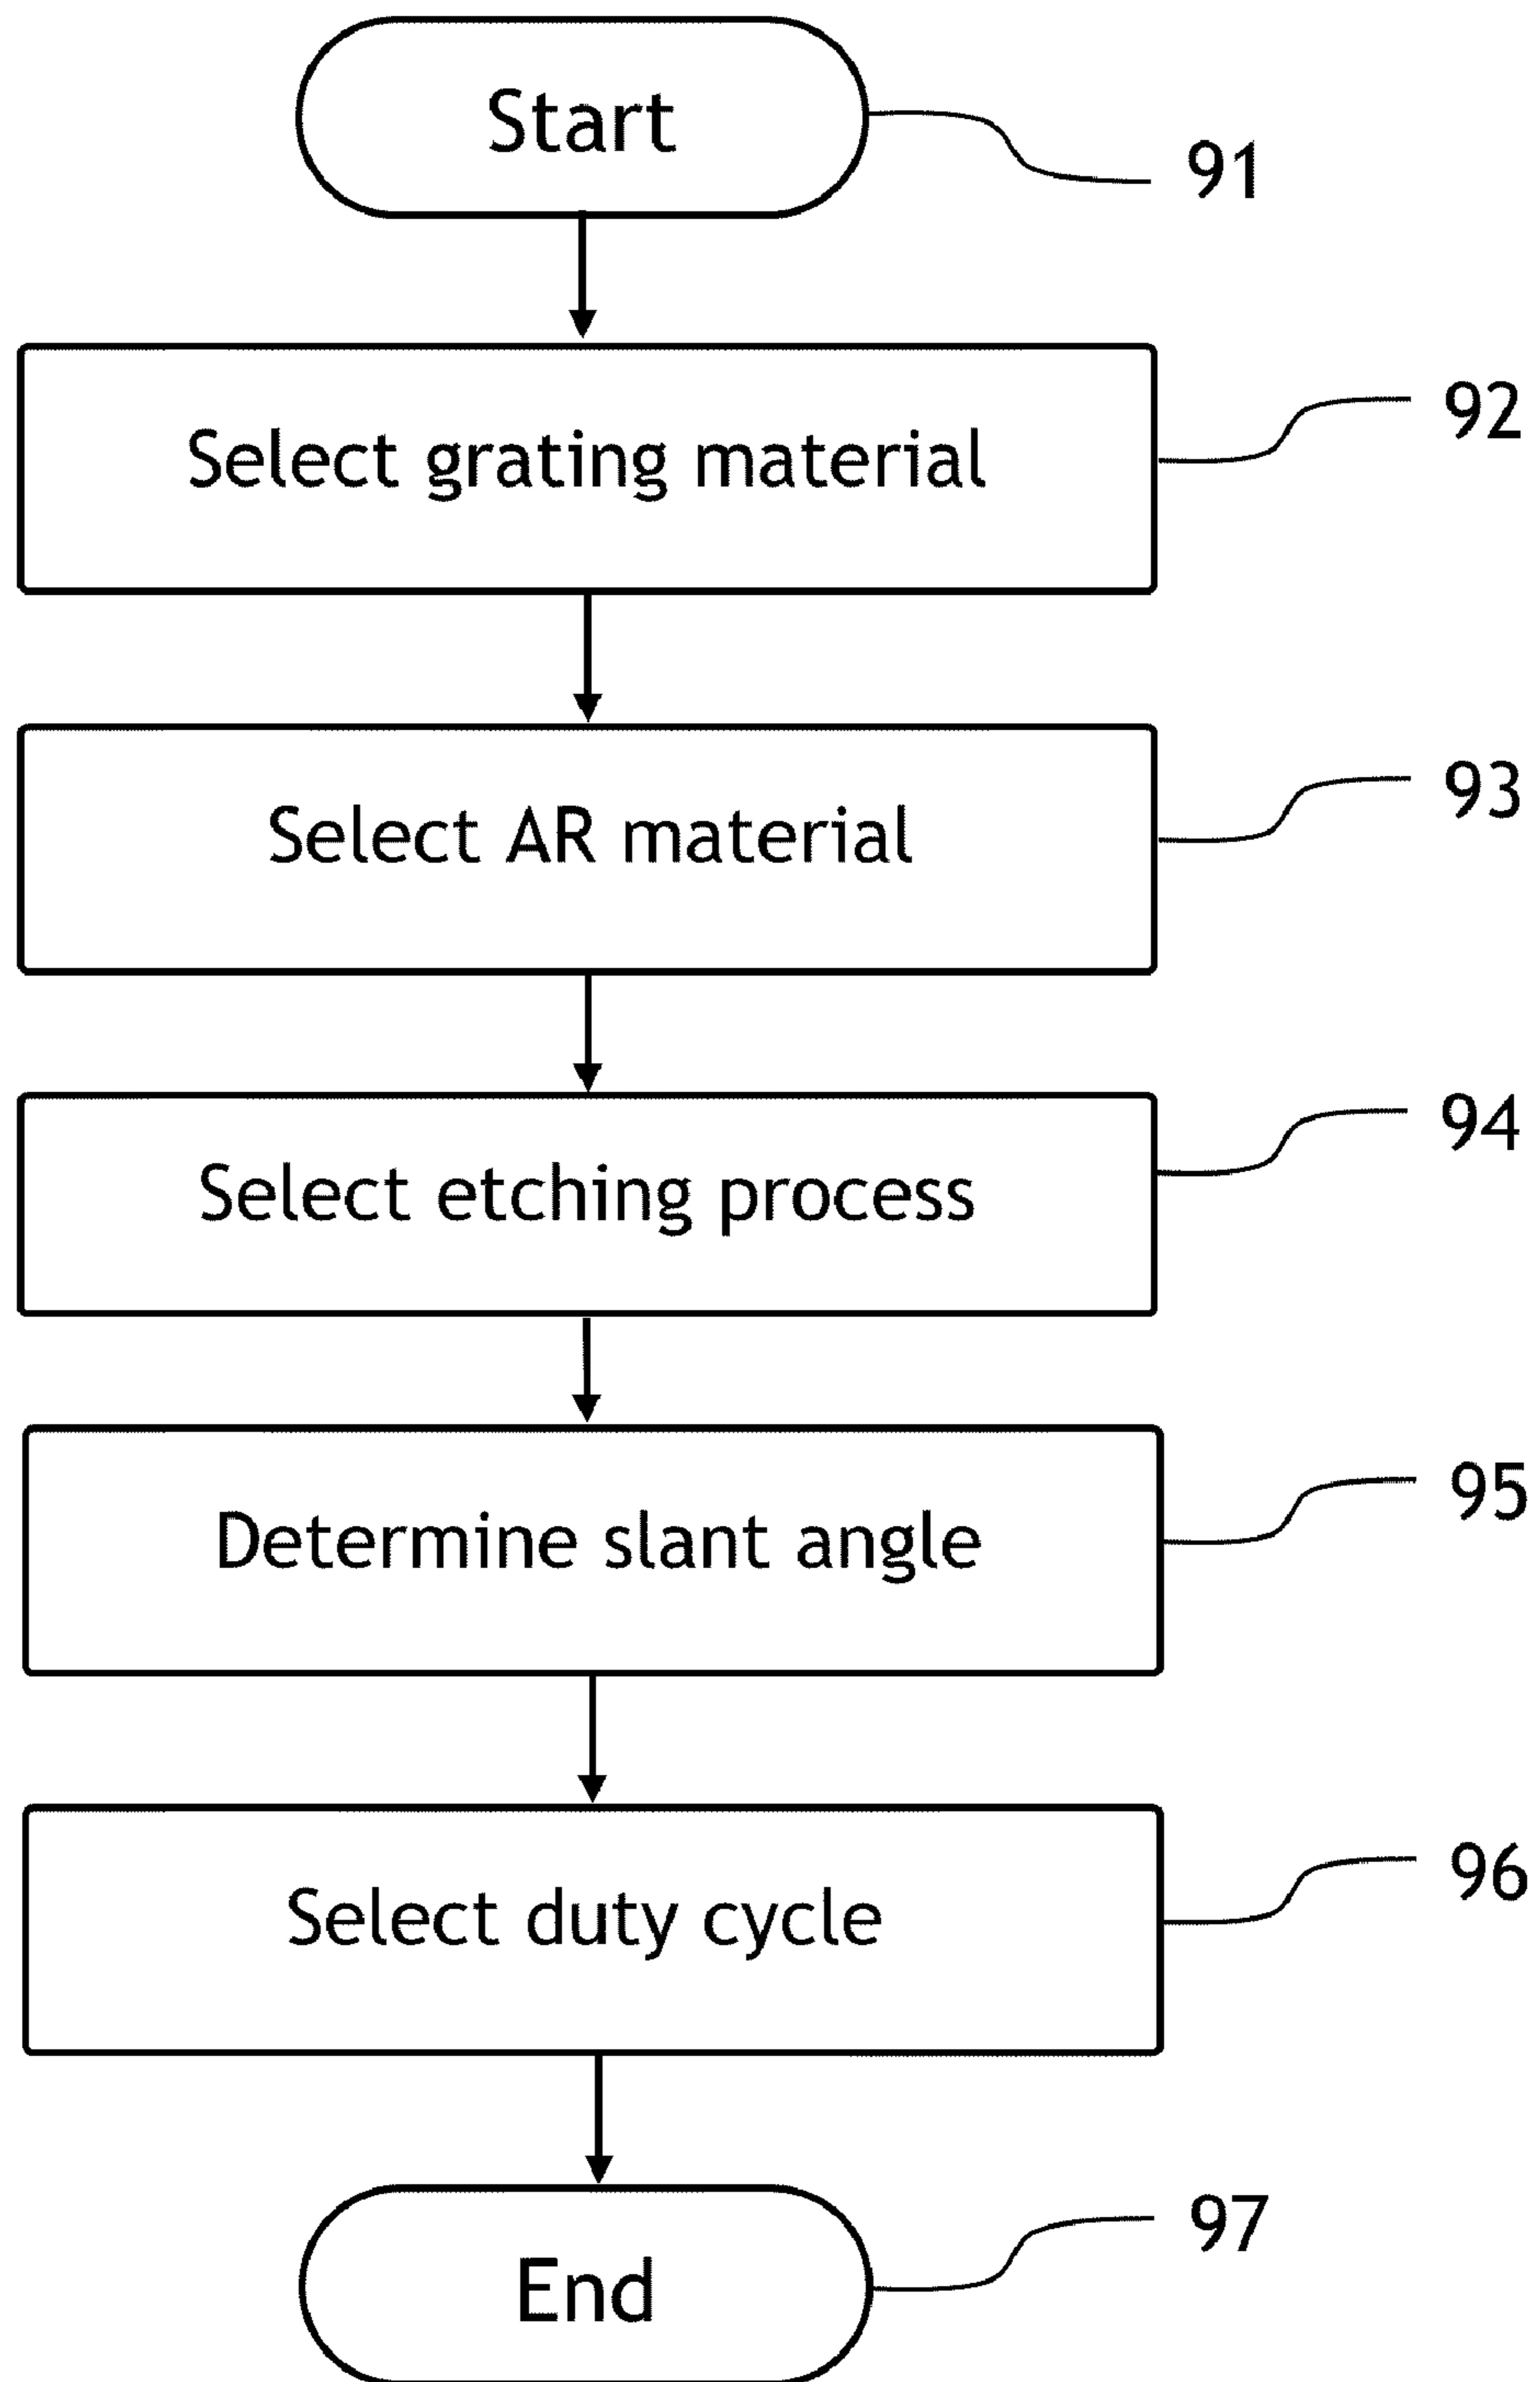 Start
91
Select grating material
92
Select AR material
93
Select etching process
94
Determine slant angle
95
Select duty cycle
96
End
97